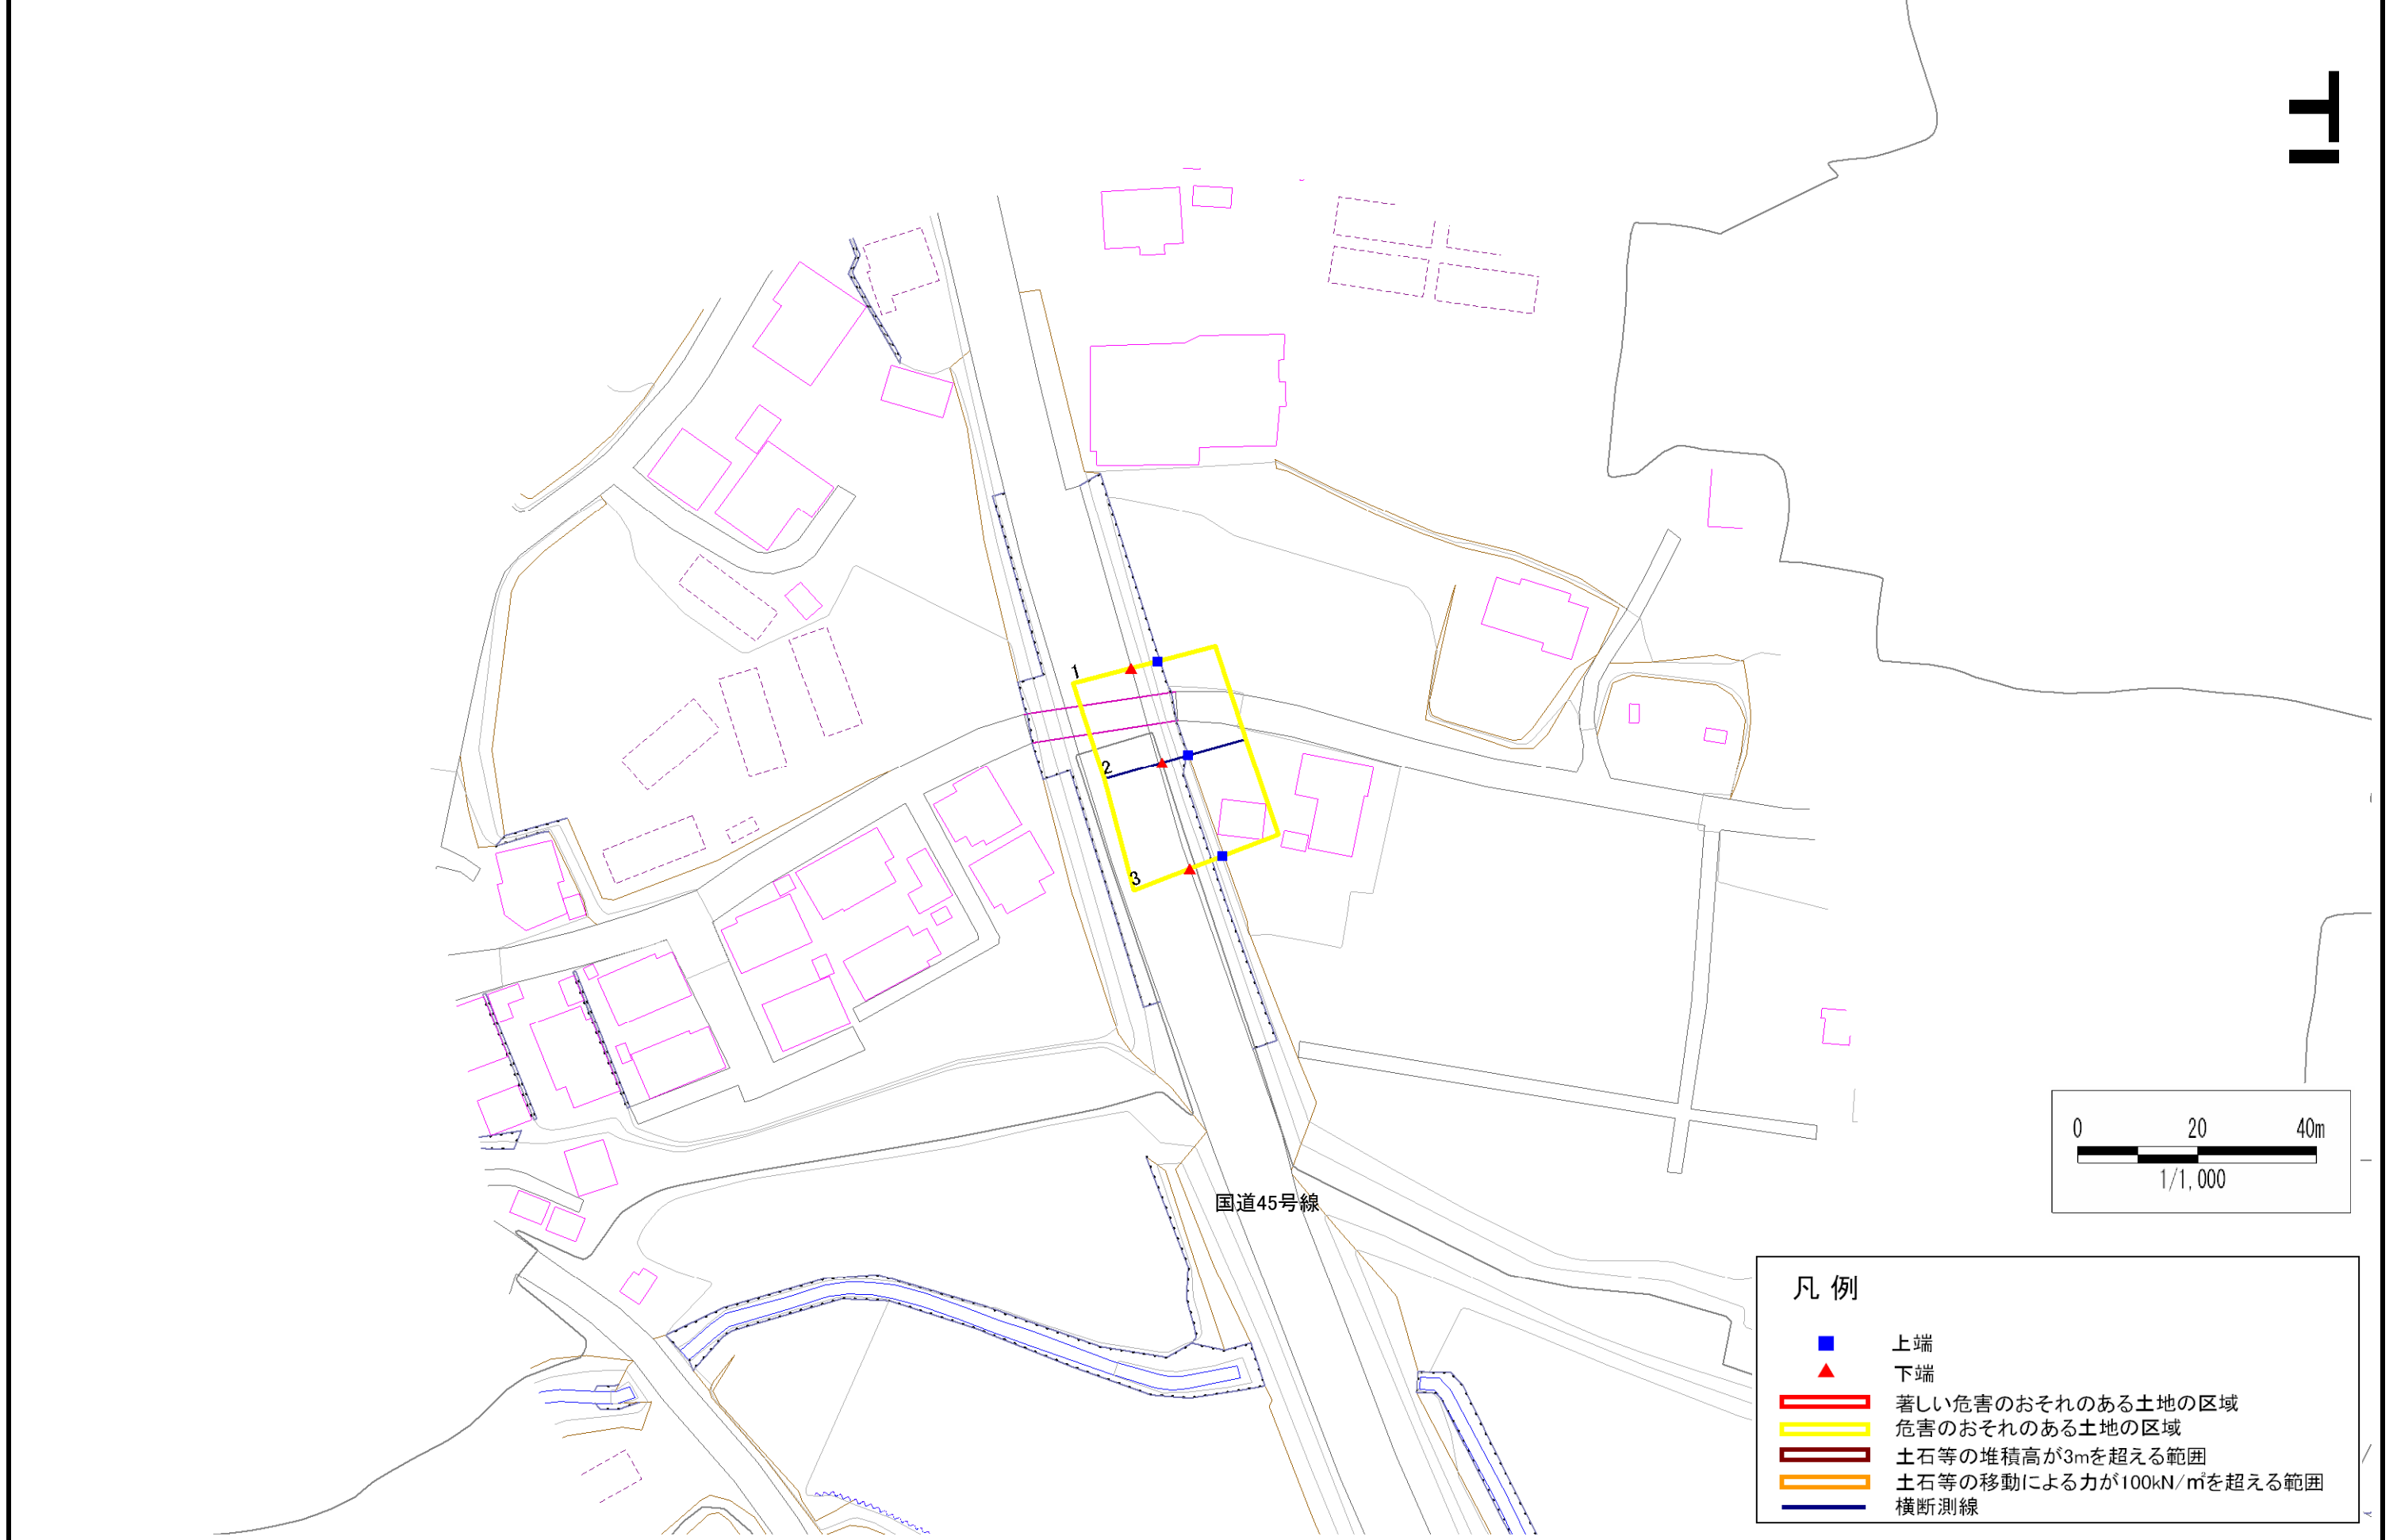 1
2
3
国道45号線
0 20 40m
1/1,000
凡 例
上端
下端
著しい危害のおそれのある土地の区域
危害のおそれのある土地の区域
土石等の堆積高が3mを超える範囲
土石等の移動による力が100kN/㎡を超える範囲
横断測線